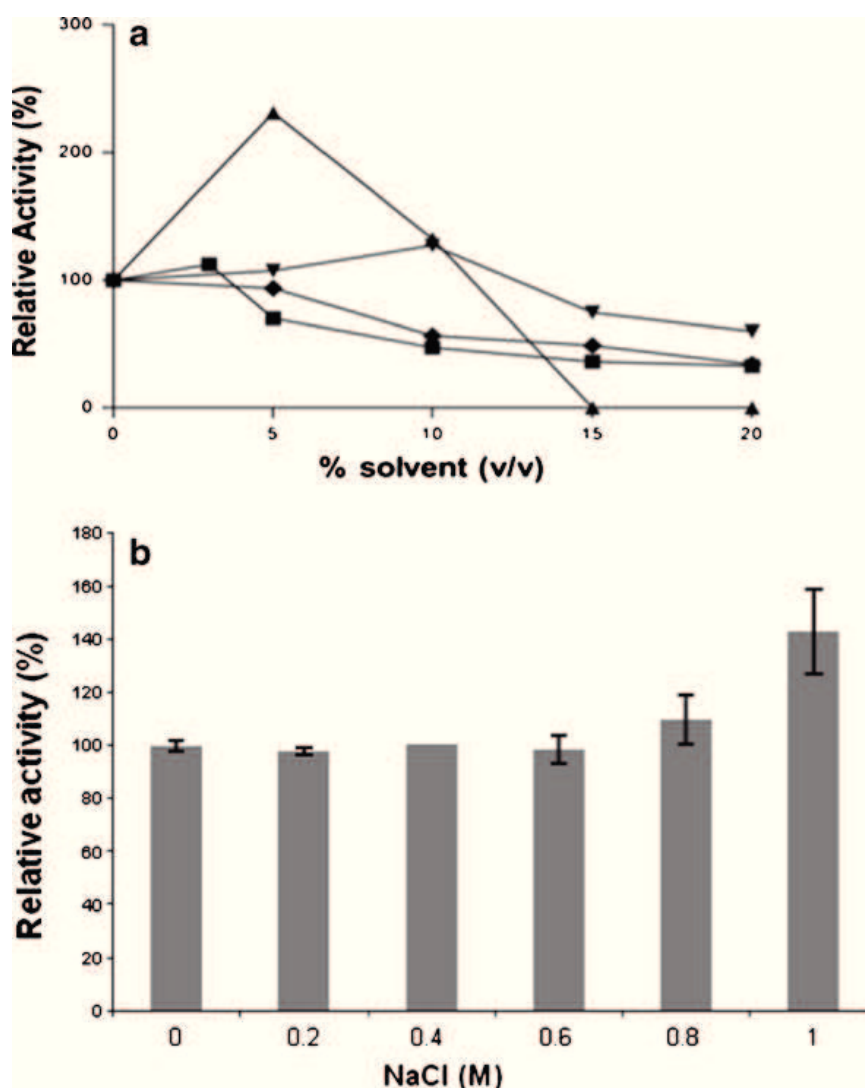 a
300
200
100
0
Relative Activity (%)
0 5 10 15 20
% solvent (v/v)
b
180
160
140
120
100
80
60
40
20
0
Relative activity (%)
0 0.2 0.4 0.6 0.8 1
NaCl (M)